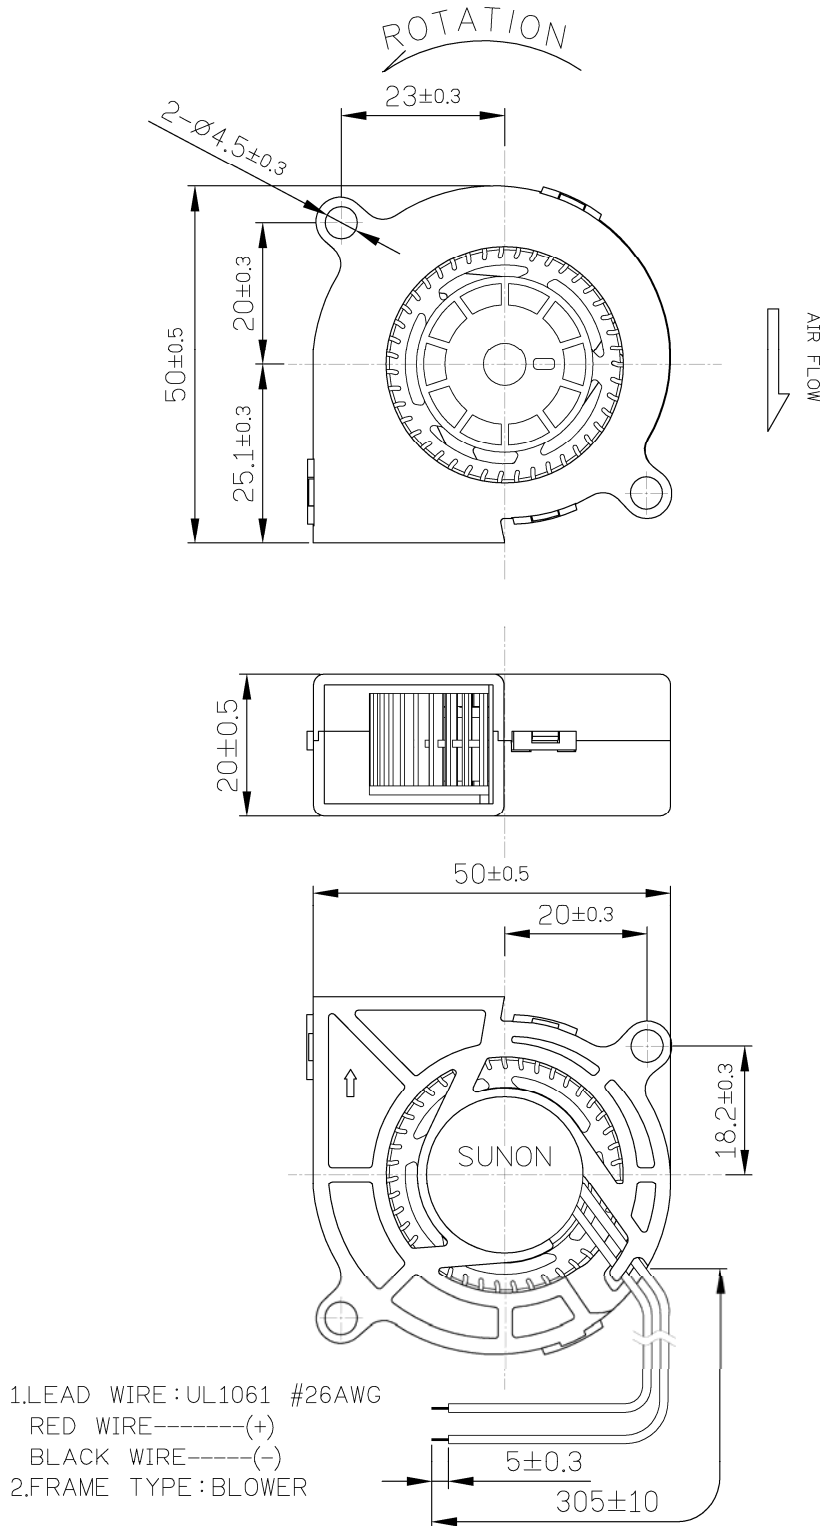 ROTATION
23±0.3
2-Ø4.5±0.3
20±0.3
50±0.5
25.1±0.3
AIR FLOW
20±0.5
50±0.5
20±0.3
18.2±0.3
SUNON
1.LEAD WIRE:UL1061 #26AWG
RED WIRE-------(+)
BLACK WIRE-----(-)
2.FRAME TYPE:BLOWER
5±0.3
305±10